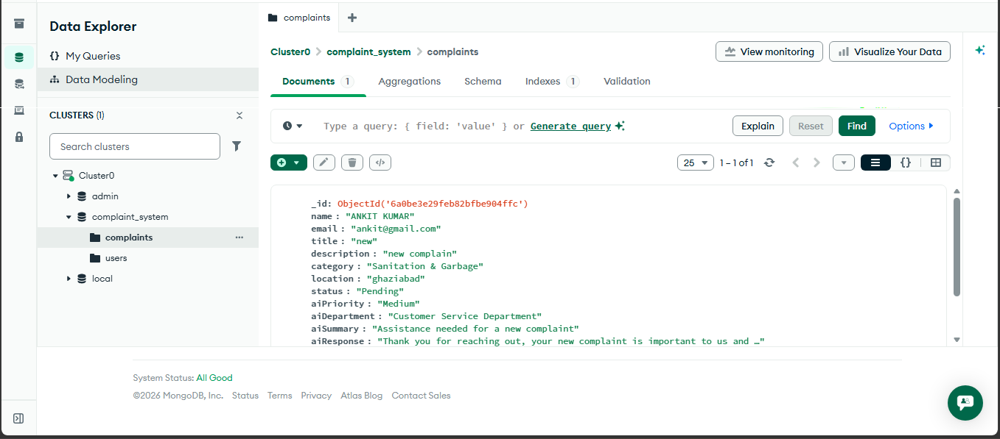 Data Explorer
{} My Queries
Data Modeling
CLUSTERS (1)
Search clusters
Cluster0
admin
complaint_system
complaints
users
local
complaints
Cluster0 > complaint_system > complaints
View monitoring
Visualize Your Data
Documents 1
Aggregations
Schema
Indexes 1
Validation
Type a query: { field: 'value' } or Generate query
Explain
Reset
Find
Options
25
1 – 1 of 1
{}
_id: ObjectId('6a0be3e29feb82bfbe904ffc')
name : "ANKIT KUMAR"
email : "ankit@gmail.com"
title : "new"
description : "new complain"
category : "Sanitation & Garbage"
location : "ghaziabad"
status : "Pending"
aiPriority : "Medium"
aiDepartment : "Customer Service Department"
aiSummary : "Assistance needed for a new complaint"
aiResponse : "Thank you for reaching out, your new complaint is important to us and …"
System Status: All Good
©2026 MongoDB, Inc. Status Terms Privacy Atlas Blog Contact Sales